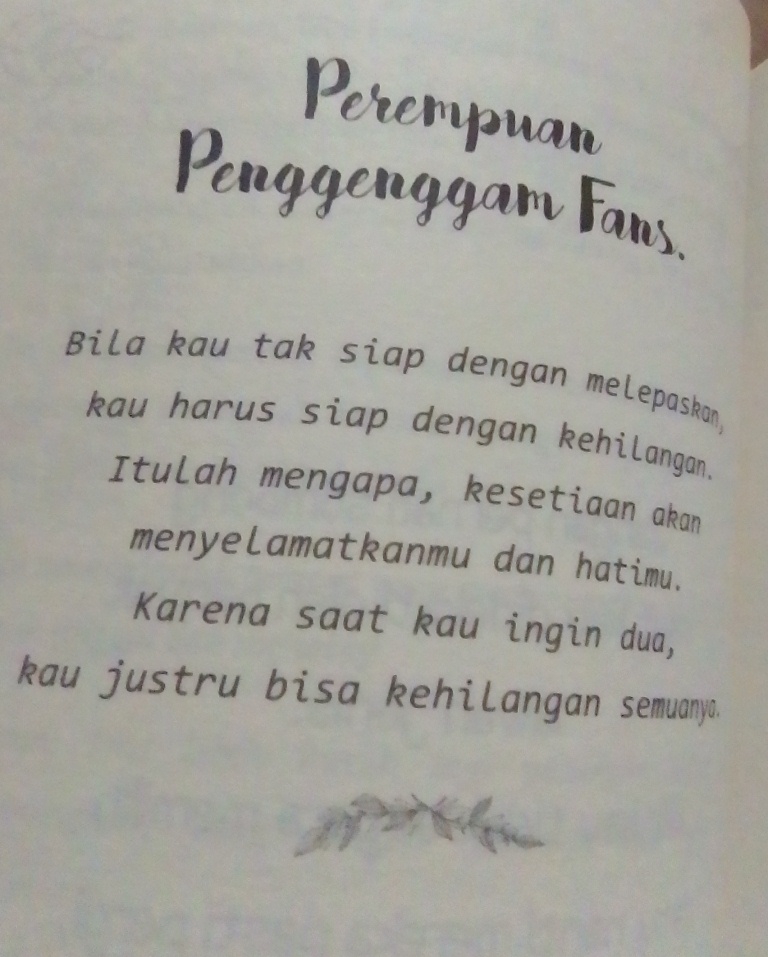 Perempuan
Penggenggam Fans.
Bila kau tak siap dengan melepaskan,
kau harus siap dengan kehilangan.
Itulah mengapa, kesetiaan akan
menyelamatkanmu dan hatimu.
Karena saat kau ingin dua,
kau justru bisa kehilangan semuanya.